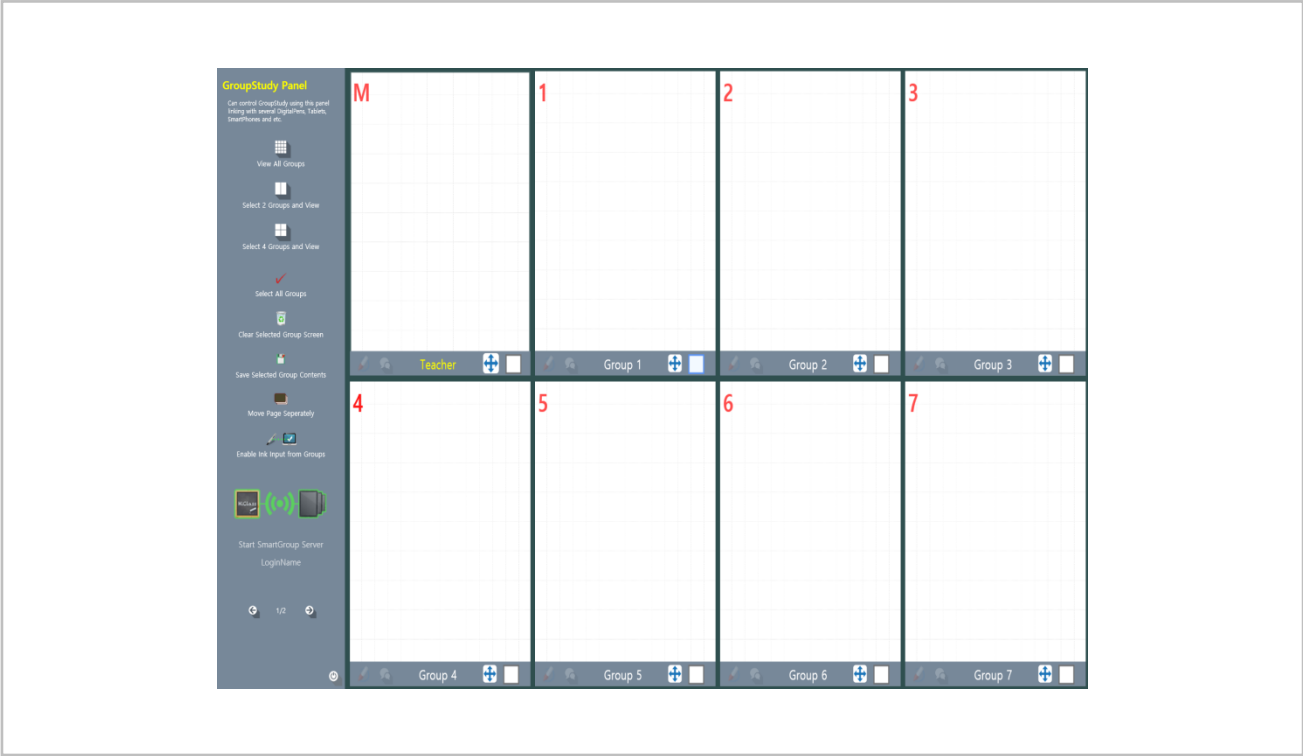 GroupStudy Panel
Can control GroupStudy using this panel
linking with several DigitalPens, Tablets,
SmartPhones and etc.
View All Groups
Select 2 Groups and View
Select 4 Groups and View
Select All Groups
Clear Selected Group Screen
Save Selected Group Contents
Move Page Seperately
Enable Ink Input from Groups
Start SmartGroup Server
LoginName
1/2
M
1
2
3
Teacher
Group 1
Group 2
Group 3
4
5
6
7
Group 4
Group 5
Group 6
Group 7